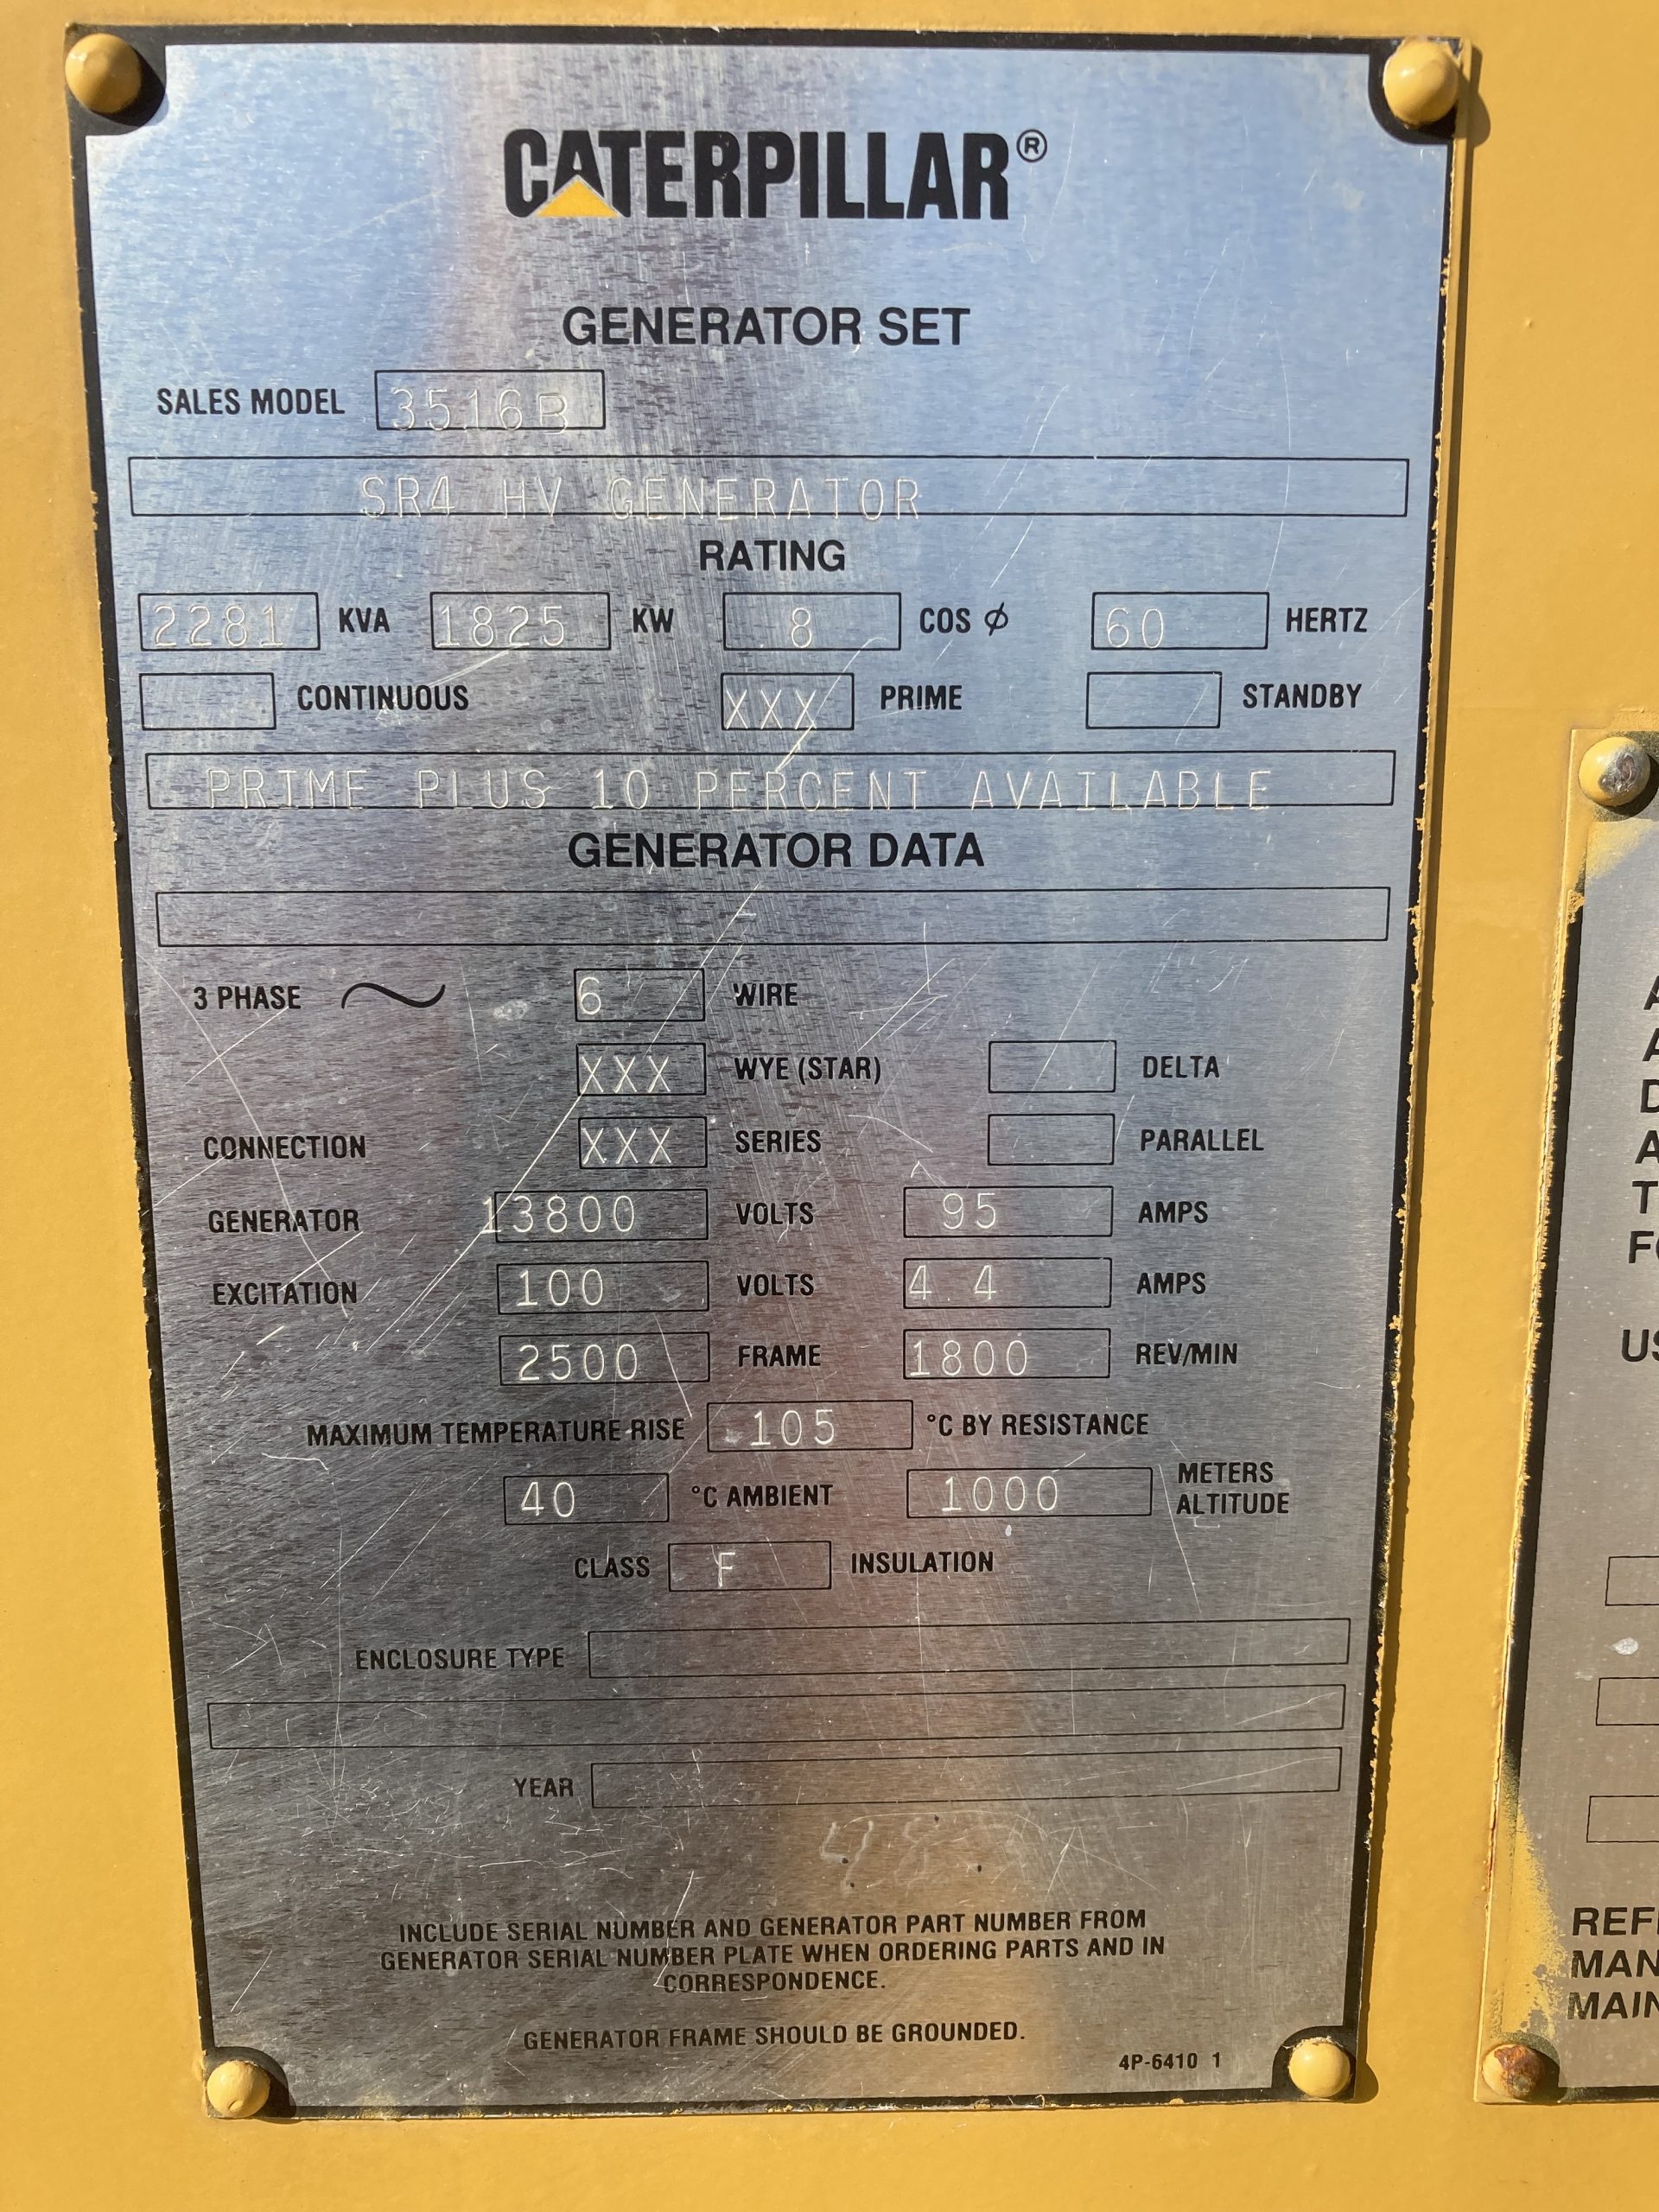 CATERPILLAR®
GENERATOR SET
SALES MODEL 3516B
SR4 HV GENERATOR
RATING
2281 KVA 1825 KW 8 COS ϕ 60 HERTZ
CONTINUOUS XXX PRIME STANDBY
PRIME PLUS 10 PERCENT AVAILABLE
GENERATOR DATA
3 PHASE 6 WIRE
XXX WYE (STAR) DELTA
CONNECTION XXX SERIES PARALLEL
GENERATOR 13800 VOLTS 95 AMPS
EXCITATION 100 VOLTS 4 4 AMPS
2500 FRAME 1800 REV/MIN
MAXIMUM TEMPERATURE RISE 105 °C BY RESISTANCE
40 °C AMBIENT 1000 METERS ALTITUDE
CLASS F INSULATION
ENCLOSURE TYPE
YEAR
INCLUDE SERIAL NUMBER AND GENERATOR PART NUMBER FROM
GENERATOR SERIAL NUMBER PLATE WHEN ORDERING PARTS AND IN
CORRESPONDENCE.
GENERATOR FRAME SHOULD BE GROUNDED.
4P-6410 1